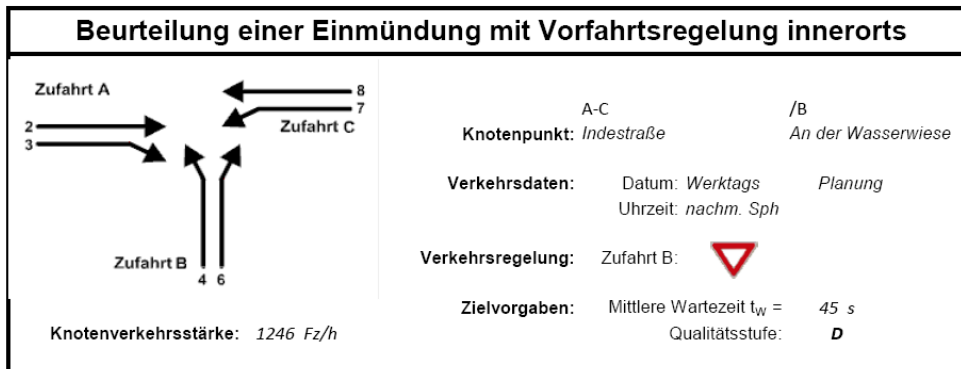 Beurteilung einer Einmündung mit Vorfahrtsregelung innerorts
Zufahrt A
8
7
Zufahrt C
2
3
Zufahrt B
4 6
Knotenverkehrsstärke: 1246 Fz/h
A-C /B
Knotenpunkt: Indestraße An der Wasserwiese
Verkehrsdaten: Datum: Werktags Planung
Uhrzeit: nachm. Sph
Verkehrsregelung: Zufahrt B:
Zielvorgaben: Mittlere Wartezeit tw = 45 s
Qualitätsstufe: D